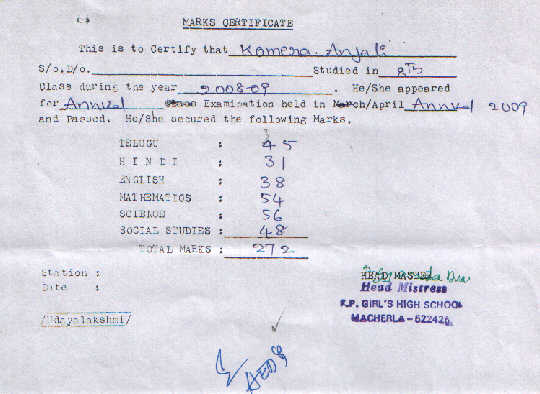 MARKS CERTIFICATE
This is to Certify that Komera. Anjali
S/o.D/o. Studied in 8Th
Class during the year 2008-09. He/She appeared
for Annual Examination held in March/April Annual 2009
and Passed. He/She secured the following Marks.
TELUGU : 45
HINDI : 31
ENGLISH : 38
MATHEMATICS : 54
SCIENCE : 56
SOCIAL STUDIES : 48
TOTAL MARKS : 272
Station :
Date :
HEAD MASTER
Head Mistress
GIRL'S HIGH SCHOOL
MACHERLA - 522426.
/Udayalakshmi/